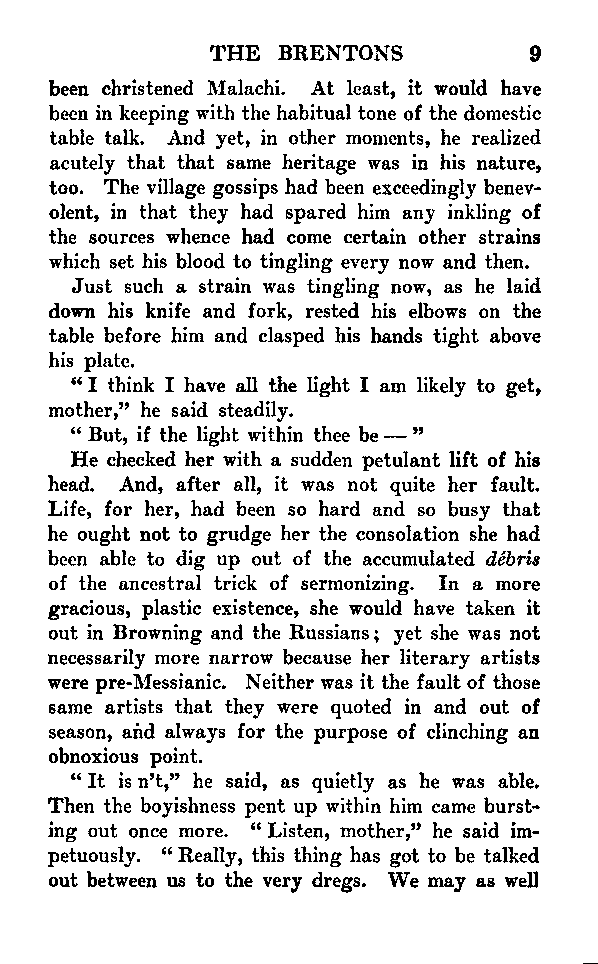 THE BRENTONS 9
been christened Malachi. At least, it would have
been in keeping with the habitual tone of the domestic
table talk. And yet, in other moments, he realized
acutely that that same heritage was in his nature,
too. The village gossips had been exceedingly benev-
olent, in that they had spared him any inkling of
the sources whence had come certain other strains
which set his blood to tingling every now and then.
Just such a strain was tingling now, as he laid
down his knife and fork, rested his elbows on the
table before him and clasped his hands tight above
his plate.
“ I think I have all the light I am likely to get,
mother,” he said steadily.
“ But, if the light within thee be — ”
He checked her with a sudden petulant lift of his
head. And, after all, it was not quite her fault.
Life, for her, had been so hard and so busy that
he ought not to grudge her the consolation she had
been able to dig up out of the accumulated débris
of the ancestral trick of sermonizing. In a more
gracious, plastic existence, she would have taken it
out in Browning and the Russians; yet she was not
necessarily more narrow because her literary artists
were pre-Messianic. Neither was it the fault of those
same artists that they were quoted in and out of
season, and always for the purpose of clinching an
obnoxious point.
“ It is n’t,” he said, as quietly as he was able.
Then the boyishness pent up within him came burst-
ing out once more. “ Listen, mother,” he said im-
petuously. “ Really, this thing has got to be talked
out between us to the very dregs. We may as well